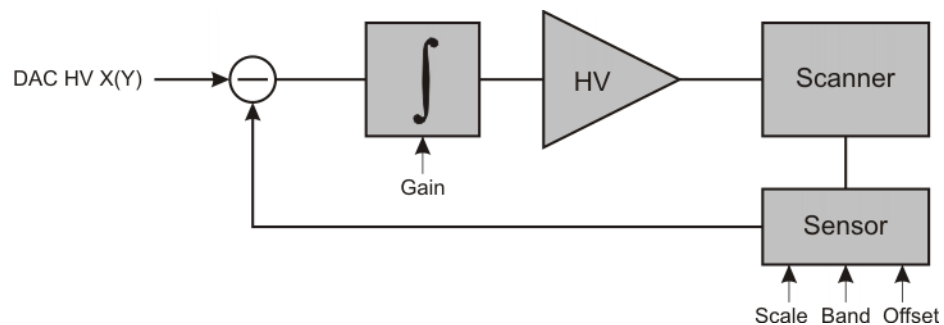 DAC HV X(Y)
∫
HV
Scanner
Gain
Sensor
Scale Band Offset